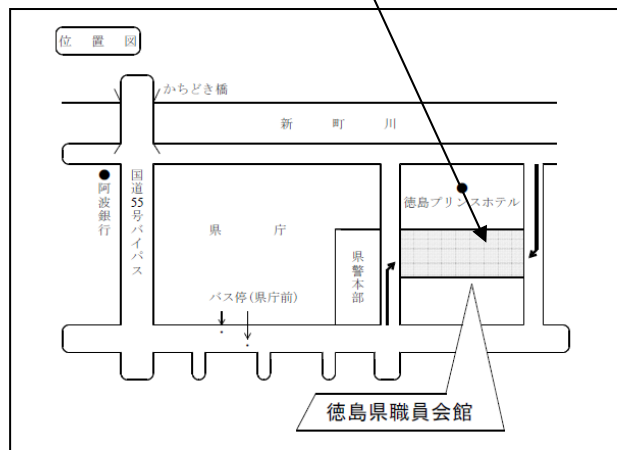 位置図
かちどき橋
新町川
阿波銀行
国道55号バイパス
県庁
徳島プリンスホテル
県警本部
バス停(県庁前)
徳島県職員会館